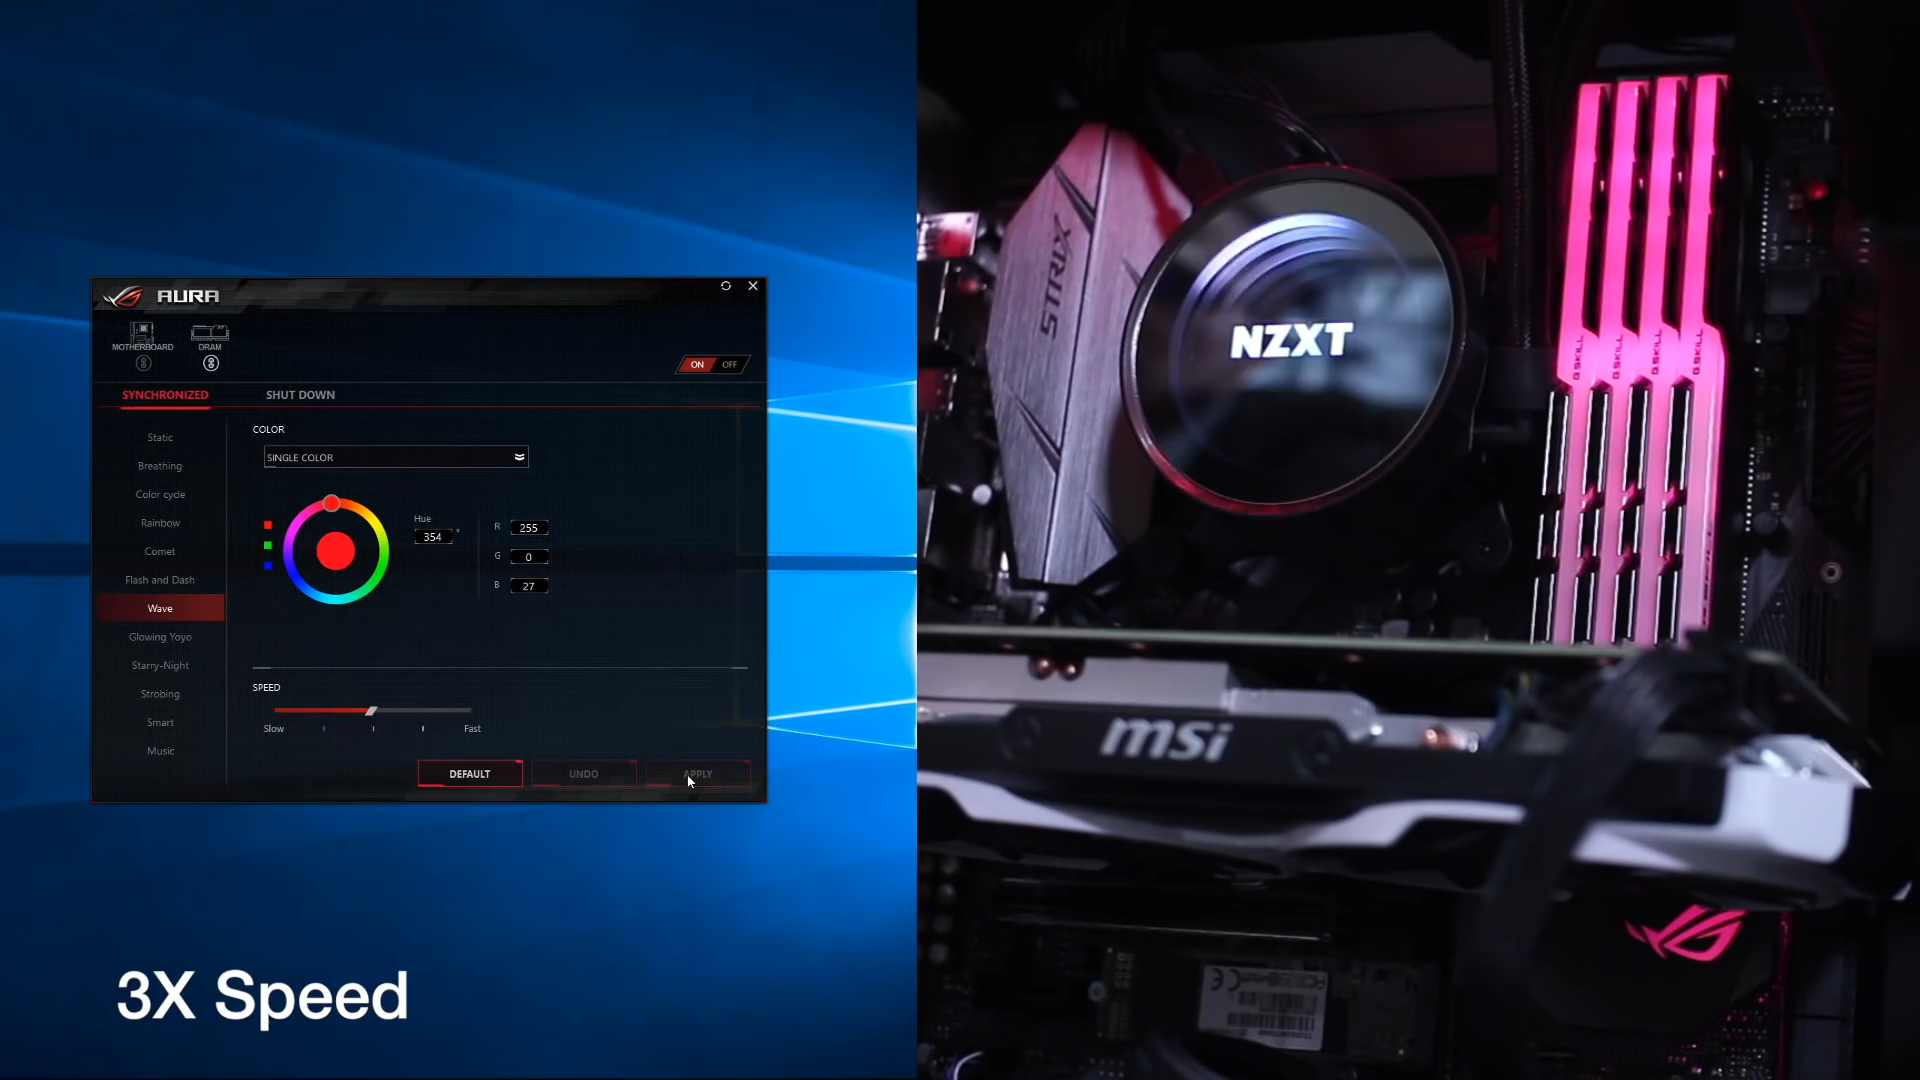 AURA
MOTHERBOARD
DRAM
ON
OFF
SYNCHRONIZED
SHUT DOWN
Static
Breathing
Color cycle
Rainbow
Comet
Flash and Dash
Wave
Glowing Yoyo
Starry-Night
Strobing
Smart
Music
COLOR
SINGLE COLOR
Hue
354 °
R 255
G 0
B 27
SPEED
Slow
Fast
DEFAULT
UNDO
APPLY
3X Speed
STRIX
NZXT
G.SKILL
G.SKILL
G.SKILL
G.SKILL
msi